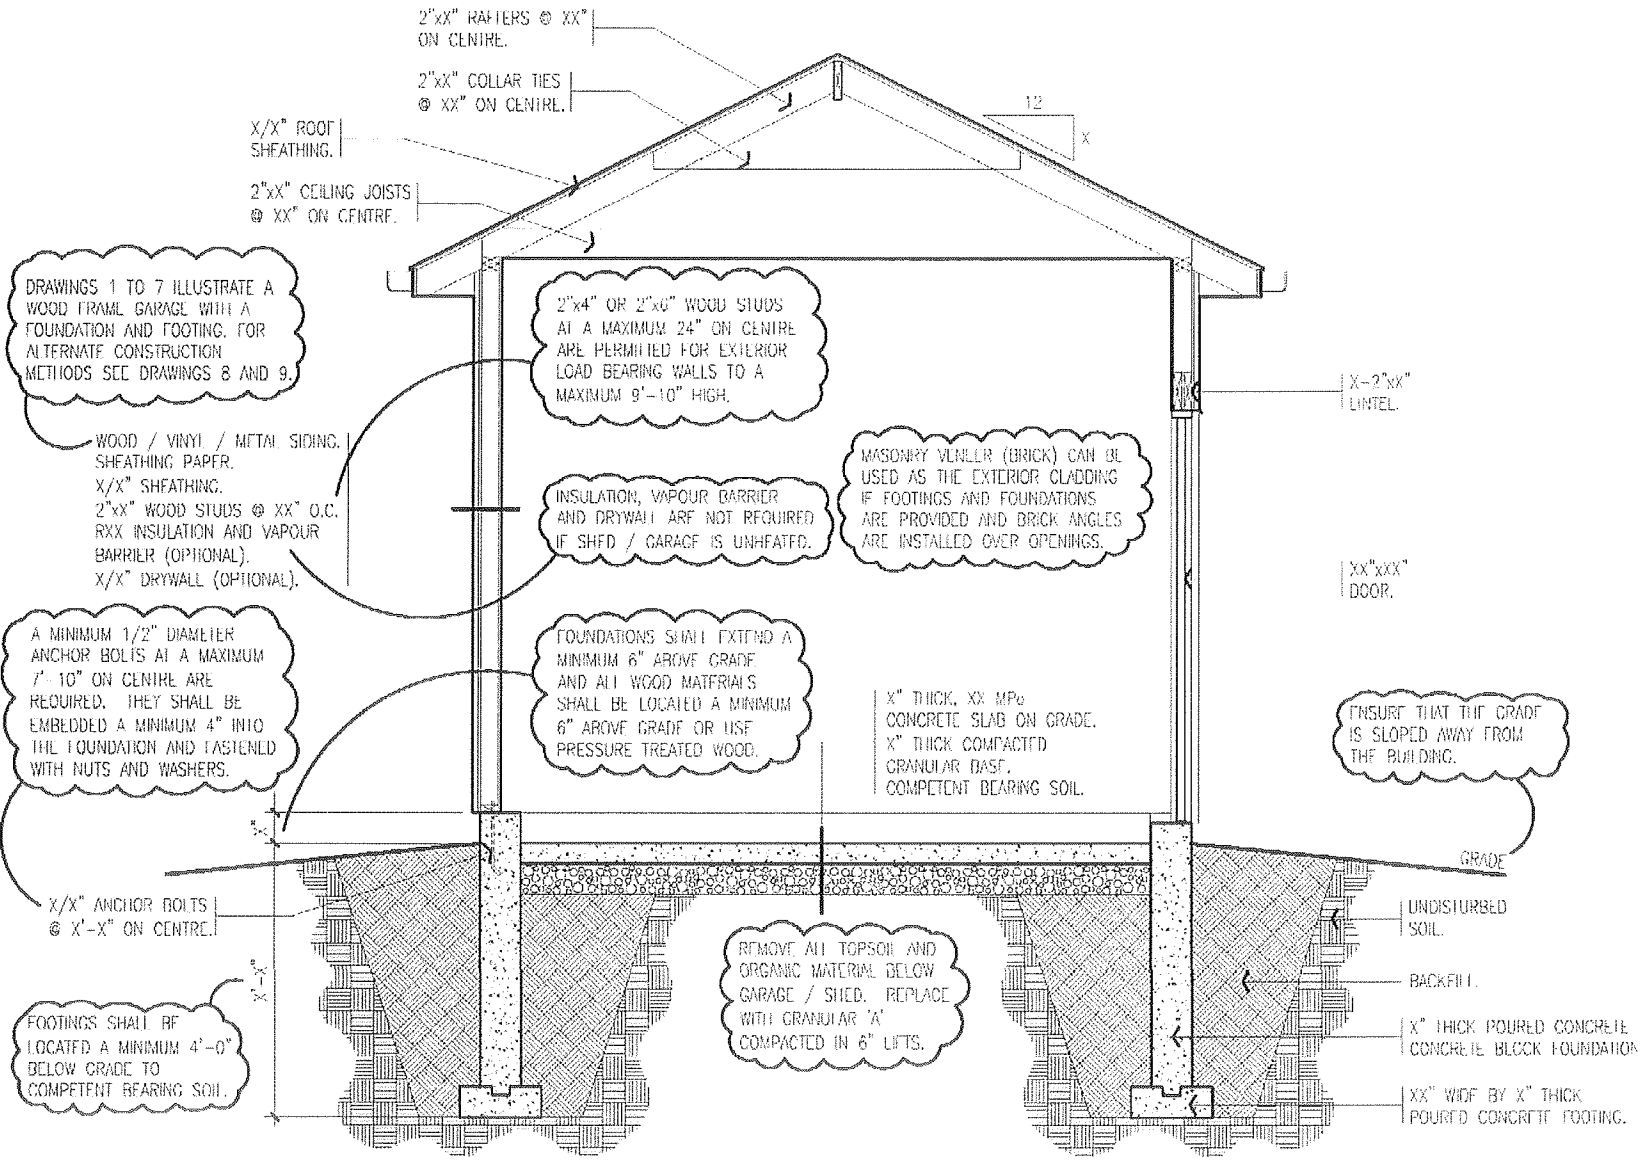 2"xX" RAFTERS @ XX"
ON CENTRE.
2"xX" COLLAR TIES
@ XX" ON CENTRE.
X/X" ROOF
SHEATHING.
2"xX" CEILING JOISTS
@ XX" ON CENTRE.
12
X
DRAWINGS 1 TO 7 ILLUSTRATE A
WOOD FRAME GARAGE WITH A
FOUNDATION AND FOOTING. FOR
ALTERNATE CONSTRUCTION
METHODS SEE DRAWINGS 8 AND 9.
2"x4" OR 2"x6" WOOD STUDS
AT A MAXIMUM 24" ON CENTRE
ARE PERMITTED FOR EXTERIOR
LOAD BEARING WALLS TO A
MAXIMUM 9'-10" HIGH.
X-2"xX"
LINTEL.
WOOD / VINYL / METAL SIDING.
SHEATHING PAPER.
X/X" SHEATHING.
2"xX" WOOD STUDS @ XX" O.C.
RXX INSULATION AND VAPOUR
BARRIER (OPTIONAL).
X/X" DRYWALL (OPTIONAL).
INSULATION, VAPOUR BARRIER
AND DRYWALL ARE NOT REQUIRED
IF SHED / GARAGE IS UNHEATED.
MASONRY VENEER (BRICK) CAN BE
USED AS THE EXTERIOR CLADDING
IF FOOTINGS AND FOUNDATIONS
ARE PROVIDED AND BRICK ANGLES
ARE INSTALLED OVER OPENINGS.
XX"xXX"
DOOR.
A MINIMUM 1/2" DIAMETER
ANCHOR BOLTS AT A MAXIMUM
7'-10" ON CENTRE ARE
REQUIRED. THEY SHALL BE
EMBEDDED A MINIMUM 4" INTO
THE FOUNDATION AND FASTENED
WITH NUTS AND WASHERS.
FOUNDATIONS SHALL EXTEND A
MINIMUM 6" ABOVE GRADE
AND ALL WOOD MATERIALS
SHALL BE LOCATED A MINIMUM
6" ABOVE GRADE OR USE
PRESSURE TREATED WOOD.
X" THICK, XX MPa
CONCRETE SLAB ON GRADE.
X" THICK COMPACTED
GRANULAR BASE.
COMPETENT BEARING SOIL.
ENSURE THAT THE GRADE
IS SLOPED AWAY FROM
THE BUILDING.
X"
GRADE
X/X" ANCHOR BOLTS
@ X'-X" ON CENTRE.
UNDISTURBED
SOIL.
X'-X"
REMOVE ALL TOPSOIL AND
ORGANIC MATERIAL BELOW
GARAGE / SHED. REPLACE
WITH GRANULAR 'A'
COMPACTED IN 6" LIFTS.
BACKFILL.
FOOTINGS SHALL BE
LOCATED A MINIMUM 4'-0"
BELOW GRADE TO
COMPETENT BEARING SOIL.
X" THICK POURED CONCRETE
CONCRETE BLOCK FOUNDATION
XX" WIDE BY X" THICK
POURED CONCRETE FOOTING.